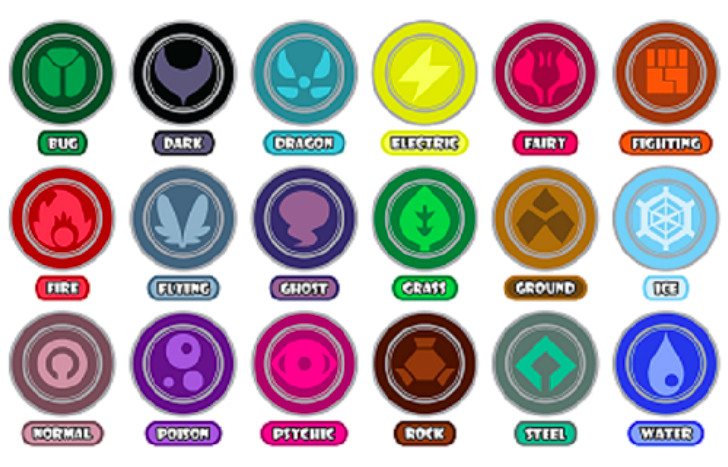 BUG
DARK
DRAGON
ELECTRIC
FAIRY
FIGHTING
FIRE
FLYING
GHOST
GRASS
GROUND
ICE
NORMAL
POISON
PSYCHIC
ROCK
STEEL
WATER